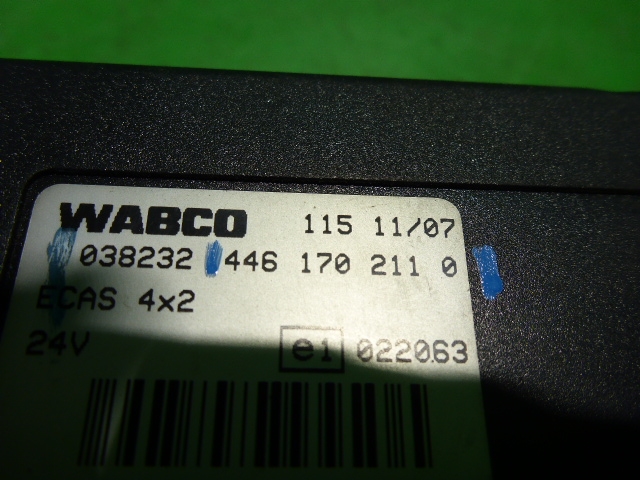 WABCO 115 11/07
038232 446 170 211 0
ECAS 4x2
24V e1 022063